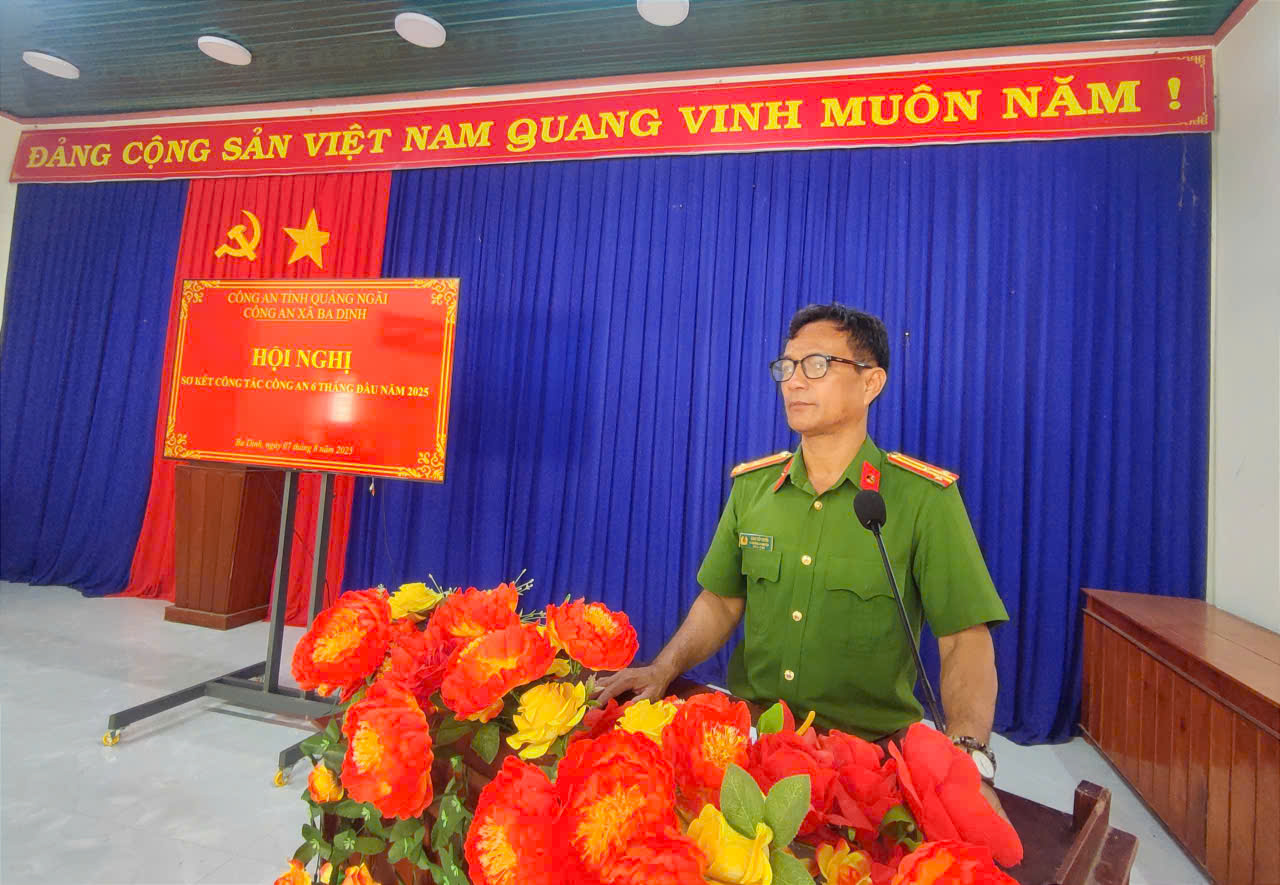 ĐẢNG CỘNG SẢN VIỆT NAM QUANG VINH MUÔN NĂM !
CÔNG AN TỈNH QUẢNG NGÃI
CÔNG AN XÃ BA DINH
HỘI NGHỊ
SƠ KẾT CÔNG TÁC CÔNG AN 6 THÁNG ĐẦU NĂM 2025
Ba Dinh, ngày 07 tháng 8 năm 2025